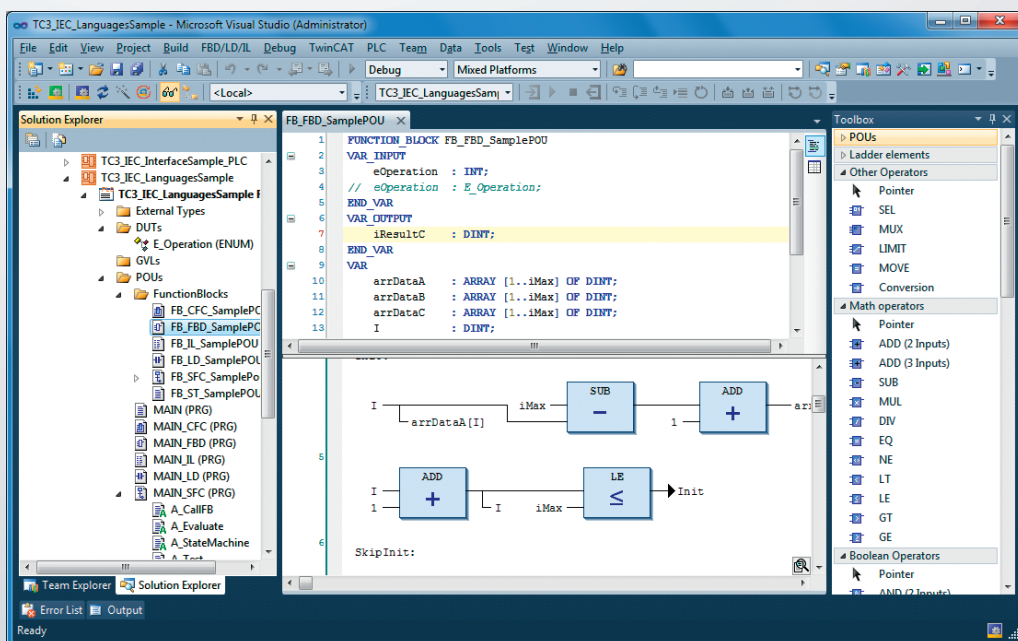 TC3_IEC_LanguagesSample - Microsoft Visual Studio (Administrator)
File Edit View Project Build FBD/LD/IL Debug TwinCAT PLC Team Data Tools Test Window Help
Debug Mixed Platforms
<Local> TC3_IEC_LanguagesSam
Solution Explorer
TC3_IEC_InterfaceSample_PLC
TC3_IEC_LanguagesSample
TC3_IEC_LanguagesSample F
External Types
DUTs
E_Operation (ENUM)
GVLs
POUs
FunctionBlocks
FB_CFC_SamplePC
FB_FBD_SamplePC
FB_IL_SamplePOU
FB_LD_SamplePOU
FB_SFC_SamplePo
FB_ST_SamplePOU
MAIN (PRG)
MAIN_CFC (PRG)
MAIN_FBD (PRG)
MAIN_IL (PRG)
MAIN_LD (PRG)
MAIN_SFC (PRG)
A_CallFB
A_Evaluate
A_StateMachine
A_Test
Team Explorer Solution Explorer
FB_FBD_SamplePOU
1 FUNCTION_BLOCK FB_FBD_SamplePOU
2 VAR_INPUT
3 eOperation : INT;
4 // eOperation : E_Operation;
5 END_VAR
6 VAR_OUTPUT
7 iResultC : DINT;
8 END_VAR
9 VAR
10 arrDataA : ARRAY [1..iMax] OF DINT;
11 arrDataB : ARRAY [1..iMax] OF DINT;
12 arrDataC : ARRAY [1..iMax] OF DINT;
13 I : DINT;
SUB ADD
I iMax − + arr
arrDataA[I] 1
5
ADD LE
I + ≤ Init
1 I iMax
6
SkipInit:
Toolbox
POUs
Ladder elements
Other Operators
Pointer
SEL
MUX
LIMIT
MOVE
Conversion
Math operators
Pointer
ADD (2 Inputs)
ADD (3 Inputs)
SUB
MUL
DIV
EQ
NE
LT
LE
GT
GE
Boolean Operators
Pointer
AND (2 Inputs)
Error List Output
Ready